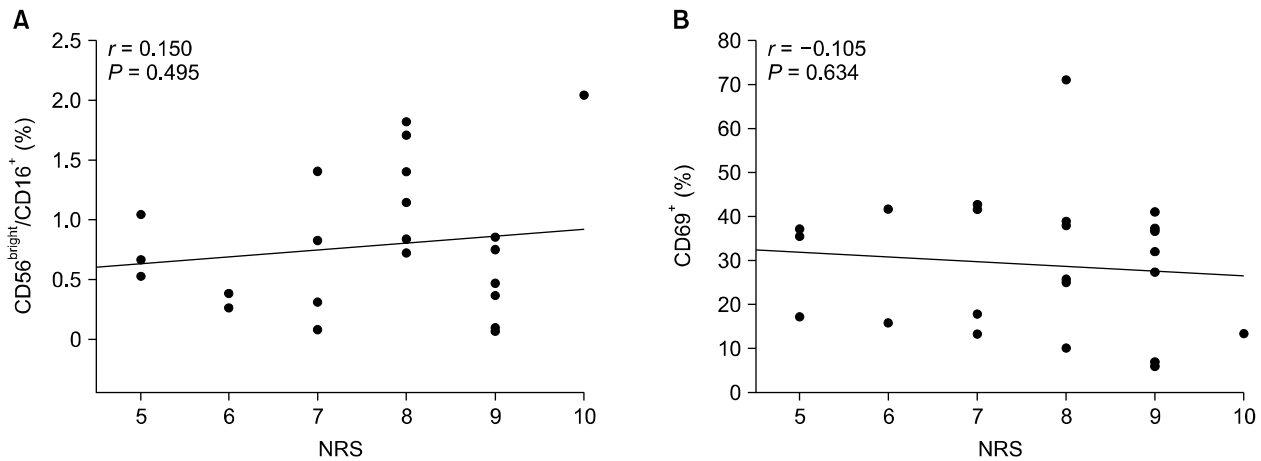 A
r = 0.150
P = 0.495
2.5
2.0
1.5
1.0
0.5
0
CD56bright/CD16+ (%)
5 6 7 8 9 10
NRS
B
r = −0.105
P = 0.634
80
70
60
50
40
30
20
10
0
CD69+ (%)
5 6 7 8 9 10
NRS